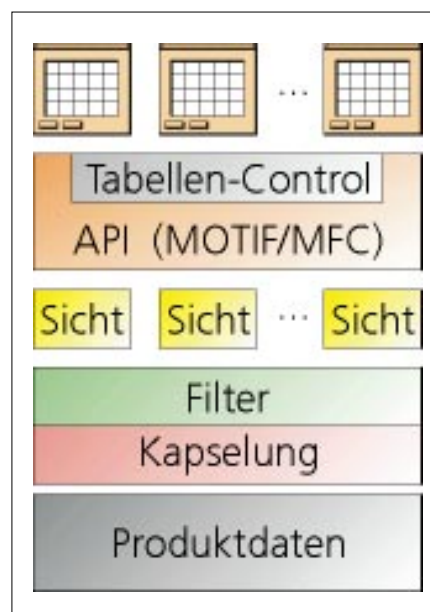 ...
Tabellen-Control
API (MOTIF/MFC)
Sicht Sicht ... Sicht
Filter
Kapselung
Produktdaten